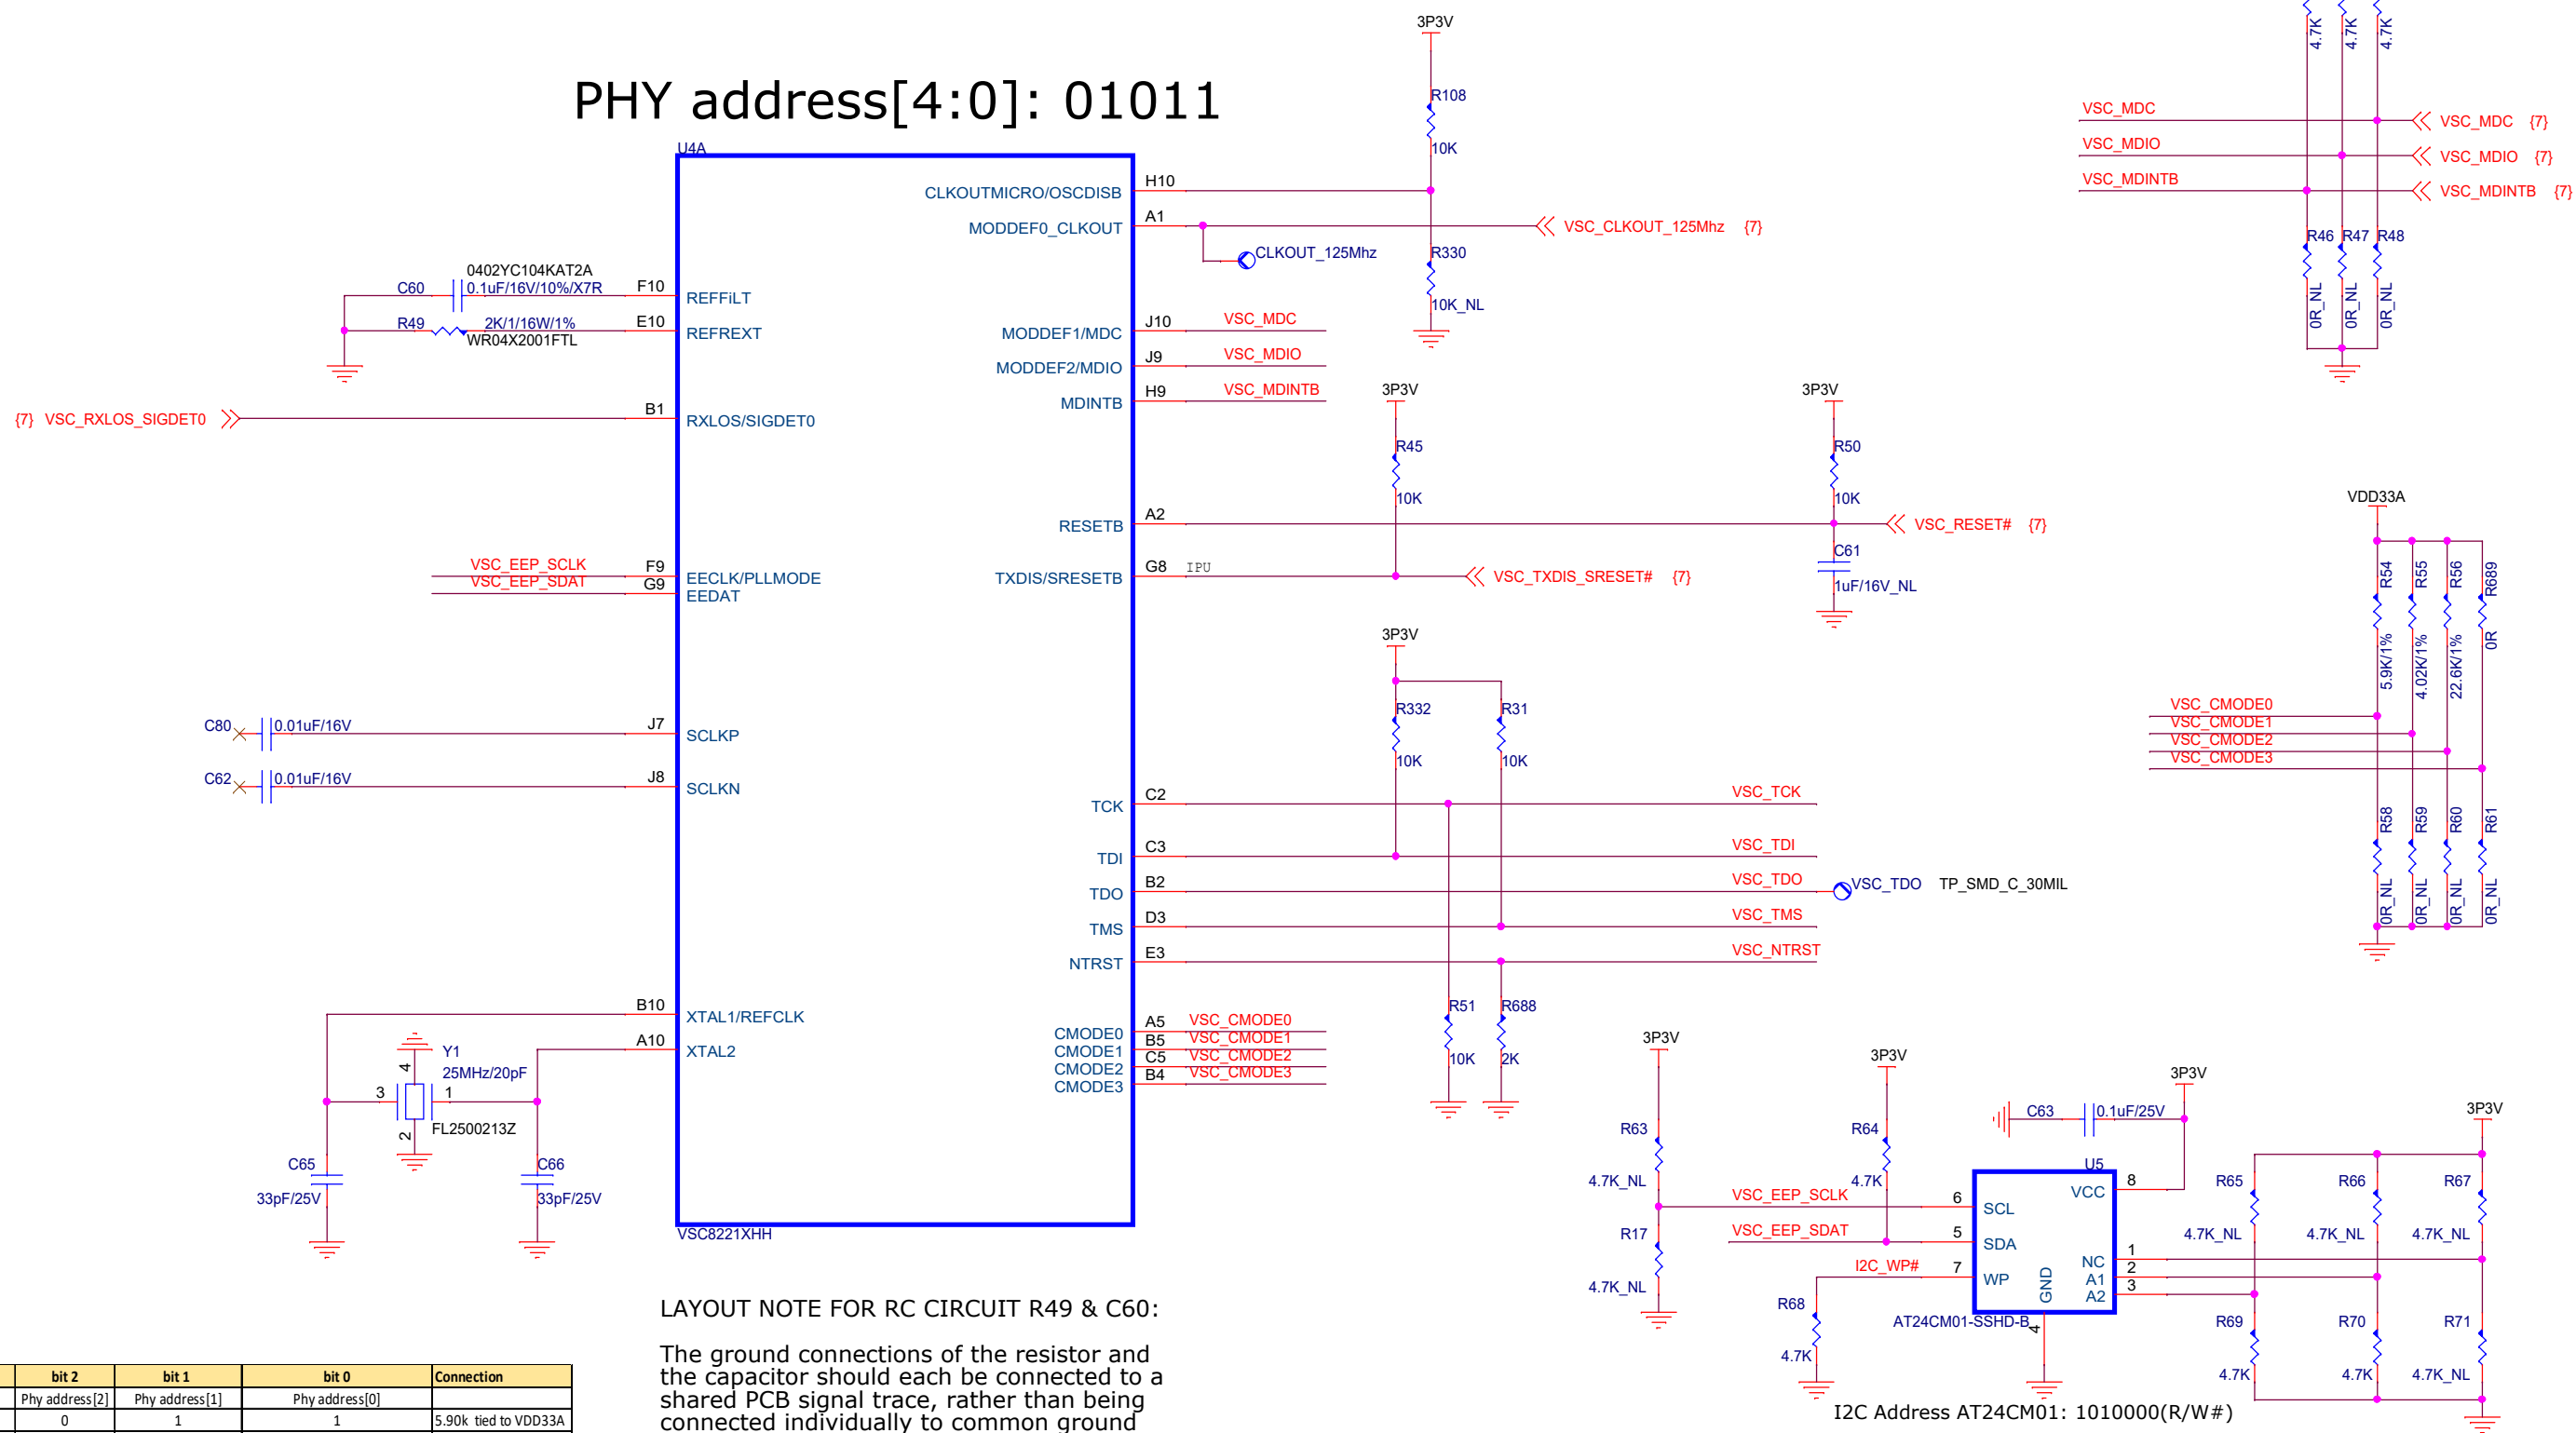 PHY address[4:0]: 01011
3P3V
R108
10K
R330
10K_NL
4.7K
4.7K
4.7K
VSC_MDC
VSC_MDC {7}
VSC_MDIO
VSC_MDIO {7}
VSC_MDINTB
VSC_MDINTB {7}
R46
R47
R48
0R_NL
0R_NL
0R_NL
U4A
CLKOUTMICRO/OSCDISB
H10
MODDEF0_CLKOUT
A1
VSC_CLKOUT_125Mhz {7}
CLKOUT_125Mhz
C60
0402YC104KAT2A
0.1uF/16V/10%/X7R
F10
REFFiLT
R49
2K/1/16W/1%
WR04X2001FTL
E10
REFREXT
MODDEF1/MDC
J10
VSC_MDC
MODDEF2/MDIO
J9
VSC_MDIO
MDINTB
H9
VSC_MDINTB
{7} VSC_RXLOS_SIGDET0
B1
RXLOS/SIGDET0
3P3V
R45
10K
3P3V
R50
10K
RESETB
A2
VSC_RESET# {7}
C61
1uF/16V_NL
TXDIS/SRESETB
G8
IPU
VSC_TXDIS_SRESET# {7}
VSC_EEP_SCLK
F9
EECLK/PLLMODE
VSC_EEP_SDAT
G9
EEDAT
VDD33A
R54
R55
R56
R689
5.9K/1%
4.02K/1%
22.6K/1%
0R
VSC_CMODE0
VSC_CMODE1
VSC_CMODE2
VSC_CMODE3
R58
R59
R60
R61
0R_NL
0R_NL
0R_NL
0R_NL
C80
0.01uF/16V
J7
SCLKP
C62
0.01uF/16V
J8
SCLKN
3P3V
R332
10K
R31
10K
TCK
C2
VSC_TCK
TDI
C3
VSC_TDI
TDO
B2
VSC_TDO
VSC_TDO TP_SMD_C_30MIL
TMS
D3
VSC_TMS
NTRST
E3
VSC_NTRST
R51
10K
R688
2K
B10
XTAL1/REFCLK
A10
XTAL2
Y1
25MHz/20pF
4
3
1
2
FL2500213Z
C65
33pF/25V
C66
33pF/25V
CMODE0
A5
VSC_CMODE0
CMODE1
B5
VSC_CMODE1
CMODE2
C5
VSC_CMODE2
CMODE3
B4
VSC_CMODE3
VSC8221XHH
3P3V
R63
4.7K_NL
R17
4.7K_NL
3P3V
R64
4.7K
3P3V
C63
0.1uF/25V
U5
VSC_EEP_SCLK
6
SCL
VSC_EEP_SDAT
5
SDA
I2C_WP#
7
WP
GND
4
VCC
8
NC
1
A1
2
A2
3
AT24CM01-SSHD-B
R68
4.7K
3P3V
R65
4.7K_NL
R66
4.7K_NL
R67
4.7K_NL
R69
4.7K
R70
4.7K
R71
4.7K_NL
I2C Address AT24CM01: 1010000(R/W#)
LAYOUT NOTE FOR RC CIRCUIT R49 & C60:
The ground connections of the resistor and
the capacitor should each be connected to a
shared PCB signal trace, rather than being
connected individually to common ground
bit 2 bit 1 bit 0 Connection
Phy address[2] Phy address[1] Phy address[0]
0 1 1 5.90k tied to VDD33A